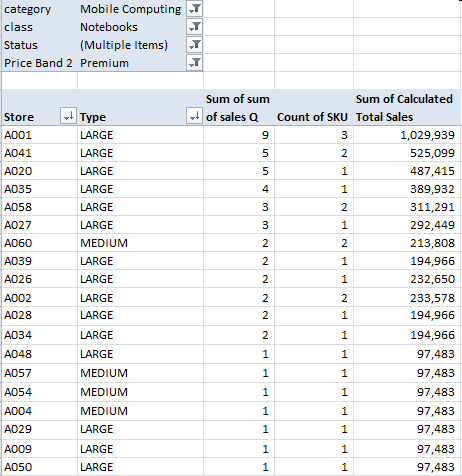 category Mobile Computing
class Notebooks
Status (Multiple Items)
Price Band 2 Premium
Sum of sum Sum of Calculated
Store Type of sales Q Count of SKU Total Sales
A001 LARGE 9 3 1,029,939
A041 LARGE 5 2 525,099
A020 LARGE 5 1 487,415
A035 LARGE 4 1 389,932
A058 LARGE 3 2 311,291
A027 LARGE 3 1 292,449
A060 MEDIUM 2 2 213,808
A039 LARGE 2 1 194,966
A026 LARGE 2 1 232,650
A002 LARGE 2 2 233,578
A028 LARGE 2 1 194,966
A034 LARGE 2 1 194,966
A048 LARGE 1 1 97,483
A057 MEDIUM 1 1 97,483
A054 MEDIUM 1 1 97,483
A004 MEDIUM 1 1 97,483
A029 LARGE 1 1 97,483
A009 LARGE 1 1 97,483
A050 LARGE 1 1 97,483